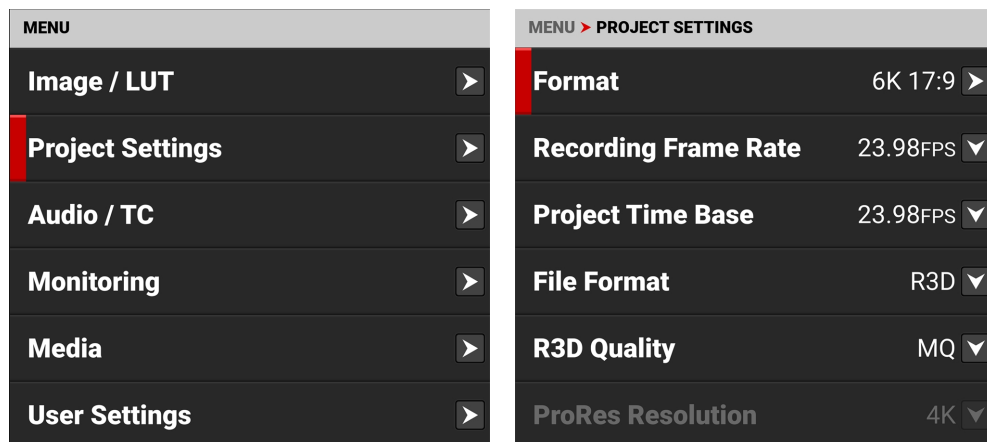 MENU
Image / LUT
Project Settings
Audio / TC
Monitoring
Media
User Settings
MENU ➤ PROJECT SETTINGS
Format 6K 17:9
Recording Frame Rate 23.98FPS
Project Time Base 23.98FPS
File Format R3D
R3D Quality MQ
ProRes Resolution 4K